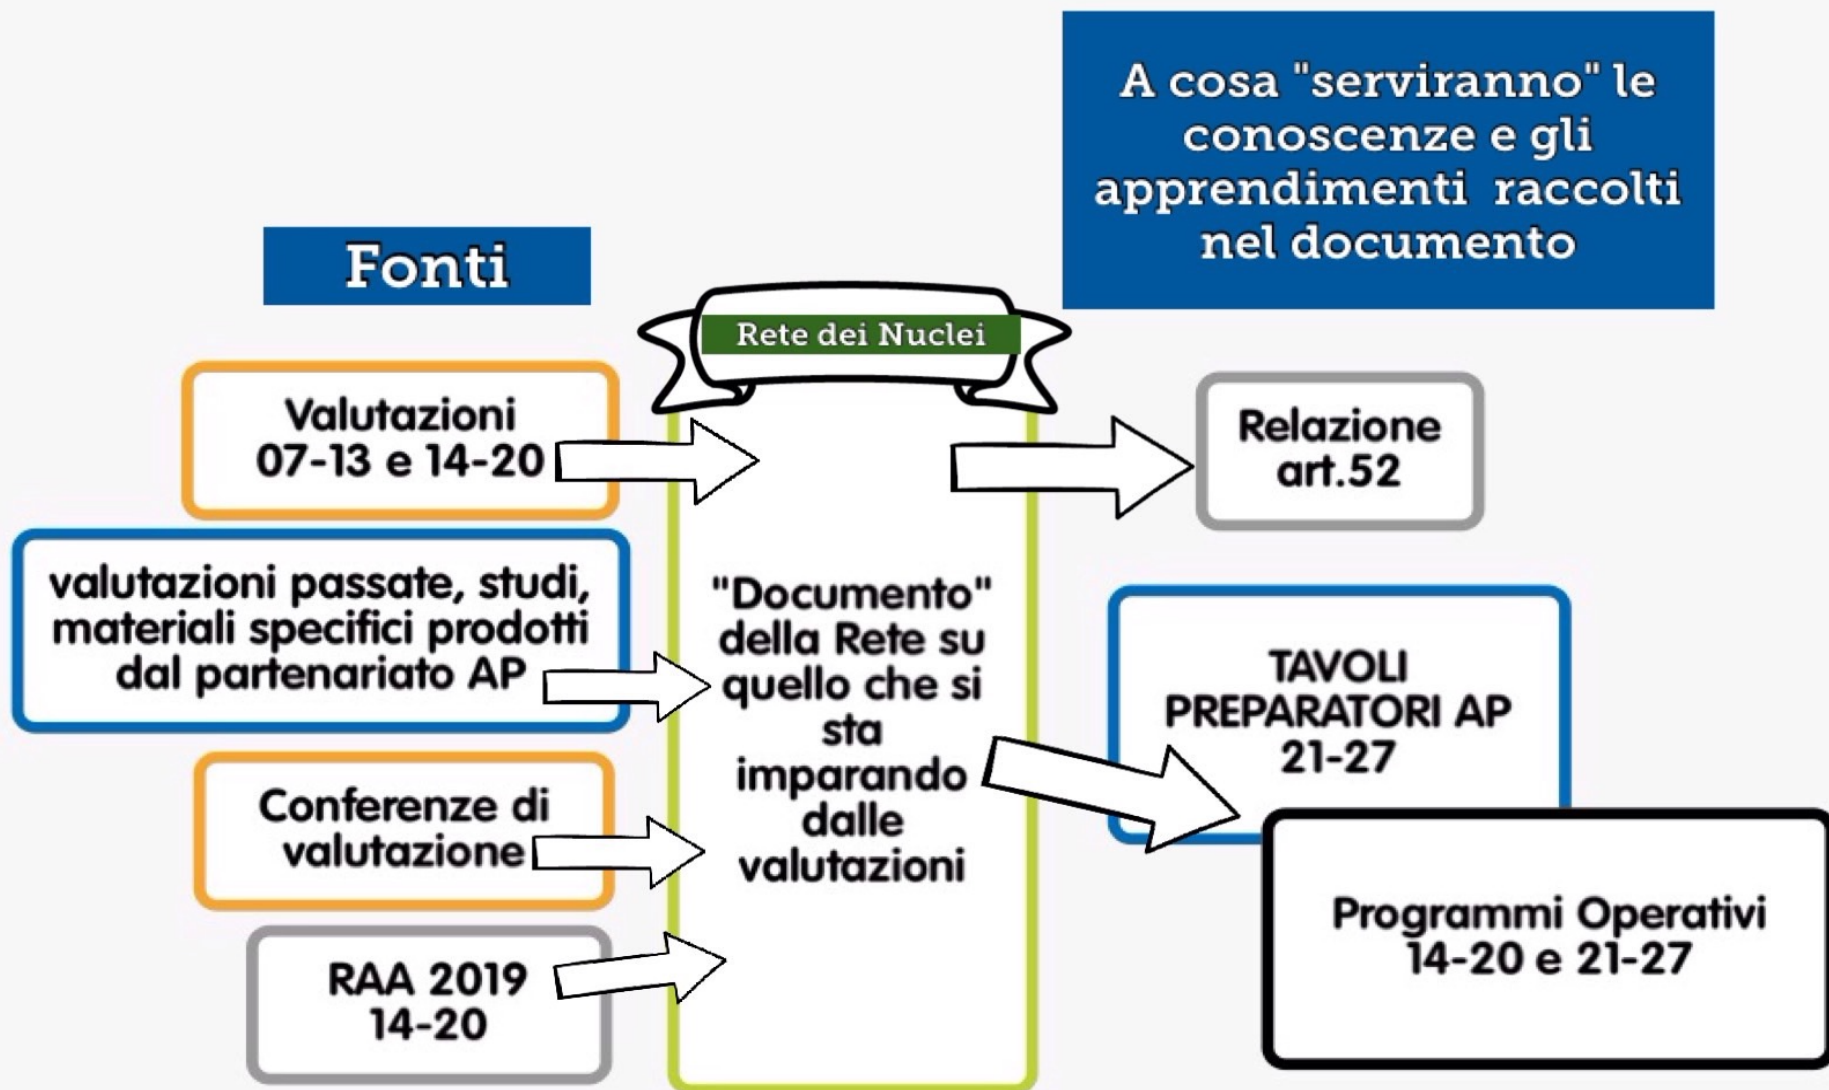 A cosa "serviranno" le
conoscenze e gli
apprendimenti raccolti
nel documento
Fonti
Rete dei Nuclei
Valutazioni
07-13 e 14-20
valutazioni passate, studi,
materiali specifici prodotti
dal partenariato AP
Conferenze di
valutazione
RAA 2019
14-20
"Documento"
della Rete su
quello che si
sta
imparando
dalle
valutazioni
Relazione
art.52
TAVOLI
PREPARATORI AP
21-27
Programmi Operativi
14-20 e 21-27